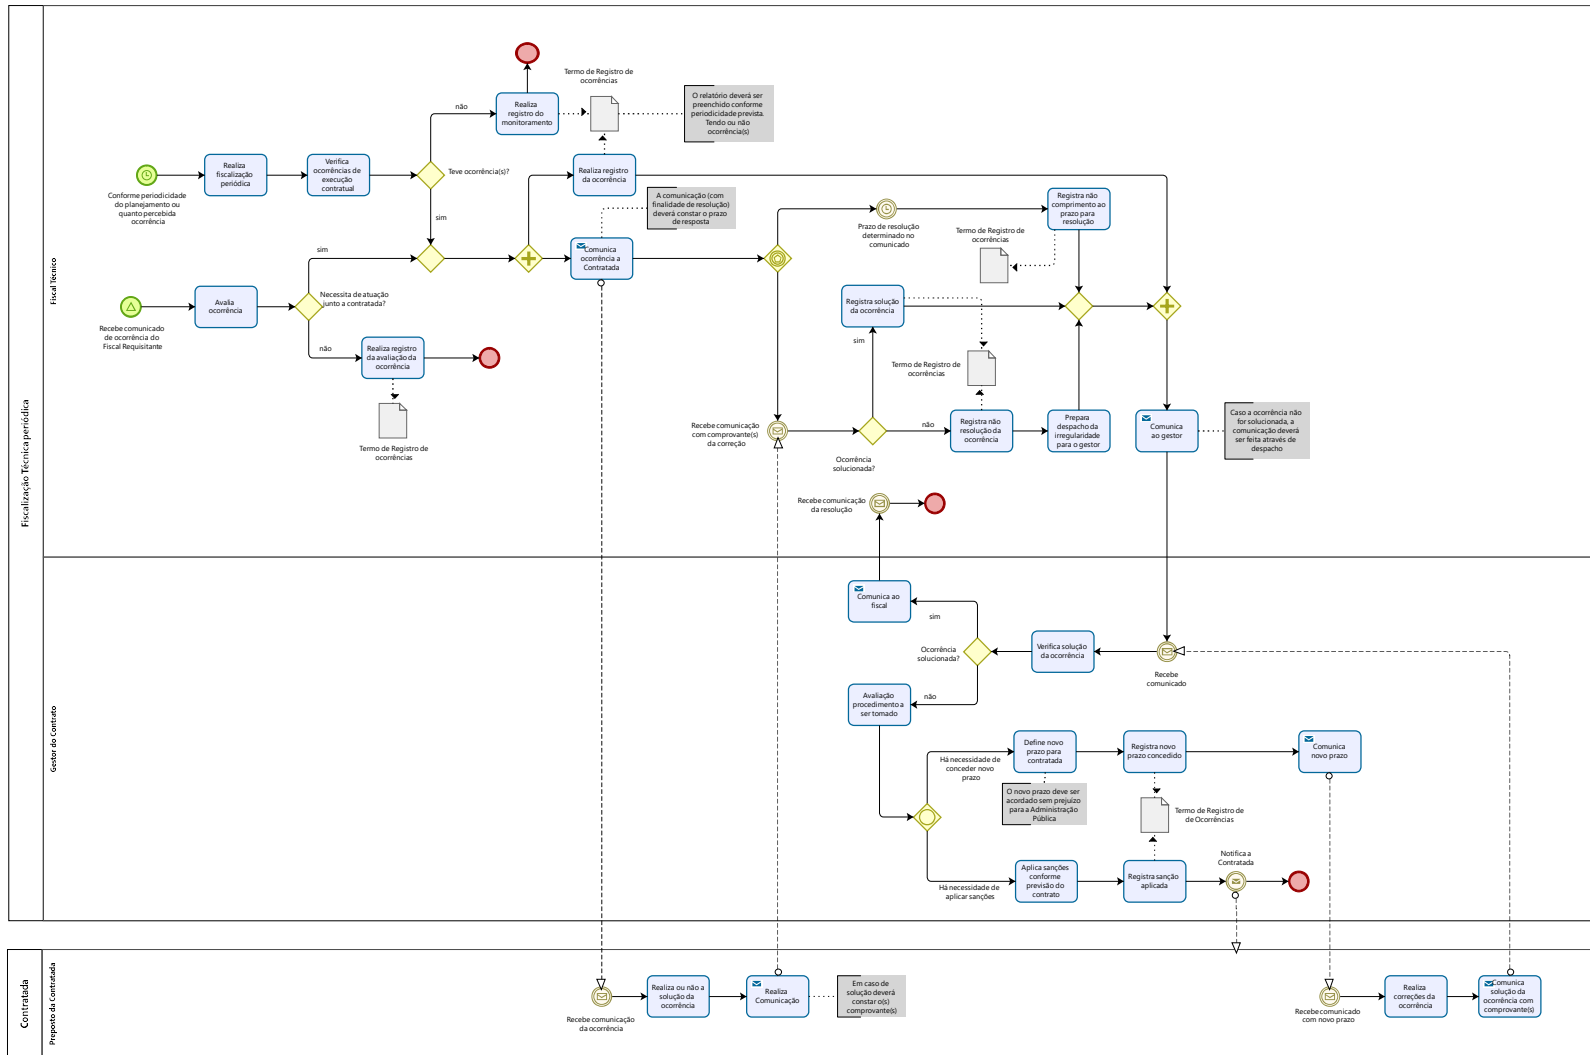 Fiscalização Técnica periódica
Fiscal Técnico
Termo de Registro de
ocorrências
O relatório deverá ser
preenchido conforme
periodicidade prevista.
Tendo ou não
ocorrência(s)
Realiza
registro do
monitoramento
não
Realiza
fiscalização
periódica
Verifica
ocorrências de
execução
contratual
Teve ocorrência(s)?
Realiza registro
da ocorrência
Conforme periodicidade
do planejamento ou
quanto percebida
ocorrência
sim
A comunicação (com
finalidade de resolução)
deverá constar o prazo
de resposta
Registra não
comprimento ao
prazo para
resolução
Prazo de resolução
determinado no
comunicado
Termo de Registro de
ocorrências
sim
Comunica
ocorrência a
Contratada
Avalia
ocorrência
Necessita de atuação
junto a contratada?
Registra solução
da ocorrência
Recebe comunicado
de ocorrência do
Fiscal Requisitante
não
Realiza registro
da avaliação da
ocorrência
sim
Termo de Registro de
ocorrências
Termo de Registro de
ocorrências
Recebe comunicação
com comprovante(s)
da correção
não
Registra não
resolução da
ocorrência
Prepara
despacho da
irregularidade
para o gestor
Comunica
ao gestor
Caso a ocorrência não
for solucionada, a
comunicação deverá
ser feita através de
despacho
Ocorrência
solucionada?
Recebe comunicação
da resolução
Gestor do Contrato
Comunica ao
fiscal
sim
Ocorrência
solucionada?
Verifica solução
da ocorrência
Recebe
comunicado
Avaliação
procedimento a
ser tomado
não
Há necessidade de
conceder novo
prazo
Define novo
prazo para
contratada
Registra novo
prazo concedido
Comunica
novo prazo
O novo prazo deve ser
acordado sem prejuízo
para a Administração
Pública
Termo de Registro de
de Ocorrências
Notifica a
Contratada
Há necessidade de
aplicar sanções
Aplica sanções
conforme
previsão do
contrato
Registra sanção
aplicada
Contratada
Preposto da Contratada
Recebe comunicação
da ocorrência
Realiza ou não a
solução da
ocorrência
Realiza
Comunicação
Em caso de
solução deverá
constar o(s)
comprovante(s)
Recebe comunicado
com novo prazo
Realiza
correções da
ocorrência
Comunica
solução da
ocorrência com
comprovante(s)